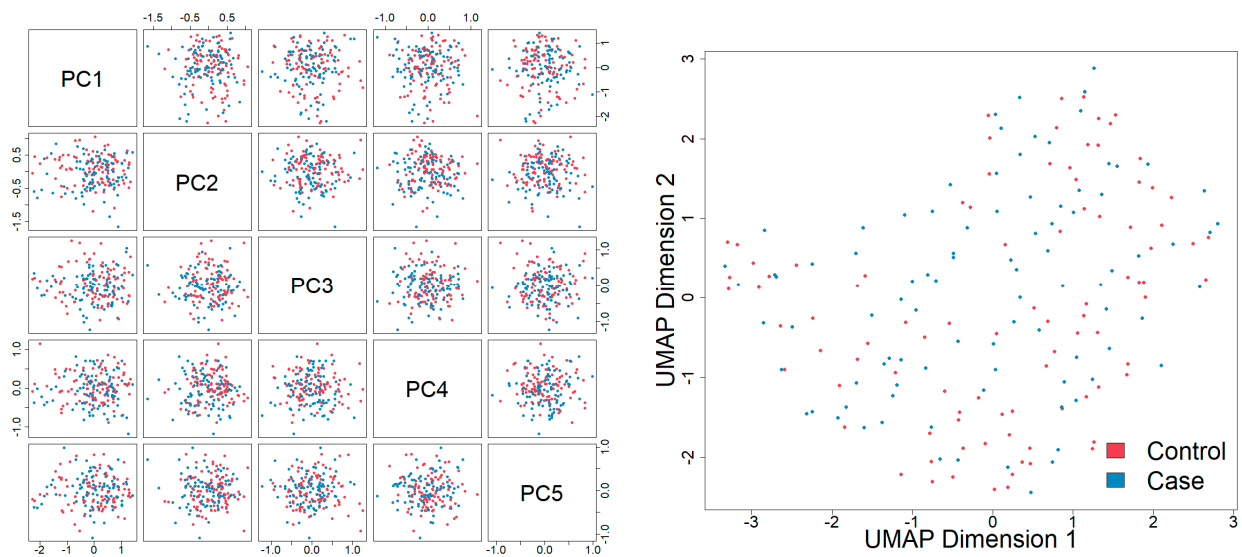 -1.5 -0.5 0.5
-1.0 0.0 1.0
PC1
-2 -1 0 1
-1.5 -0.5 0.5
PC2
PC3
-1.0 0.0 1.0
-1.0 0.0 1.0
PC4
PC5
-1.0 0.0 1.0
-2 -1 0 1
-1.0 0.0 1.0
-1.0 0.0 1.0
3
2
1
0
-1
-2
UMAP Dimension 2
Control
Case
-3 -2 -1 0 1 2 3
UMAP Dimension 1